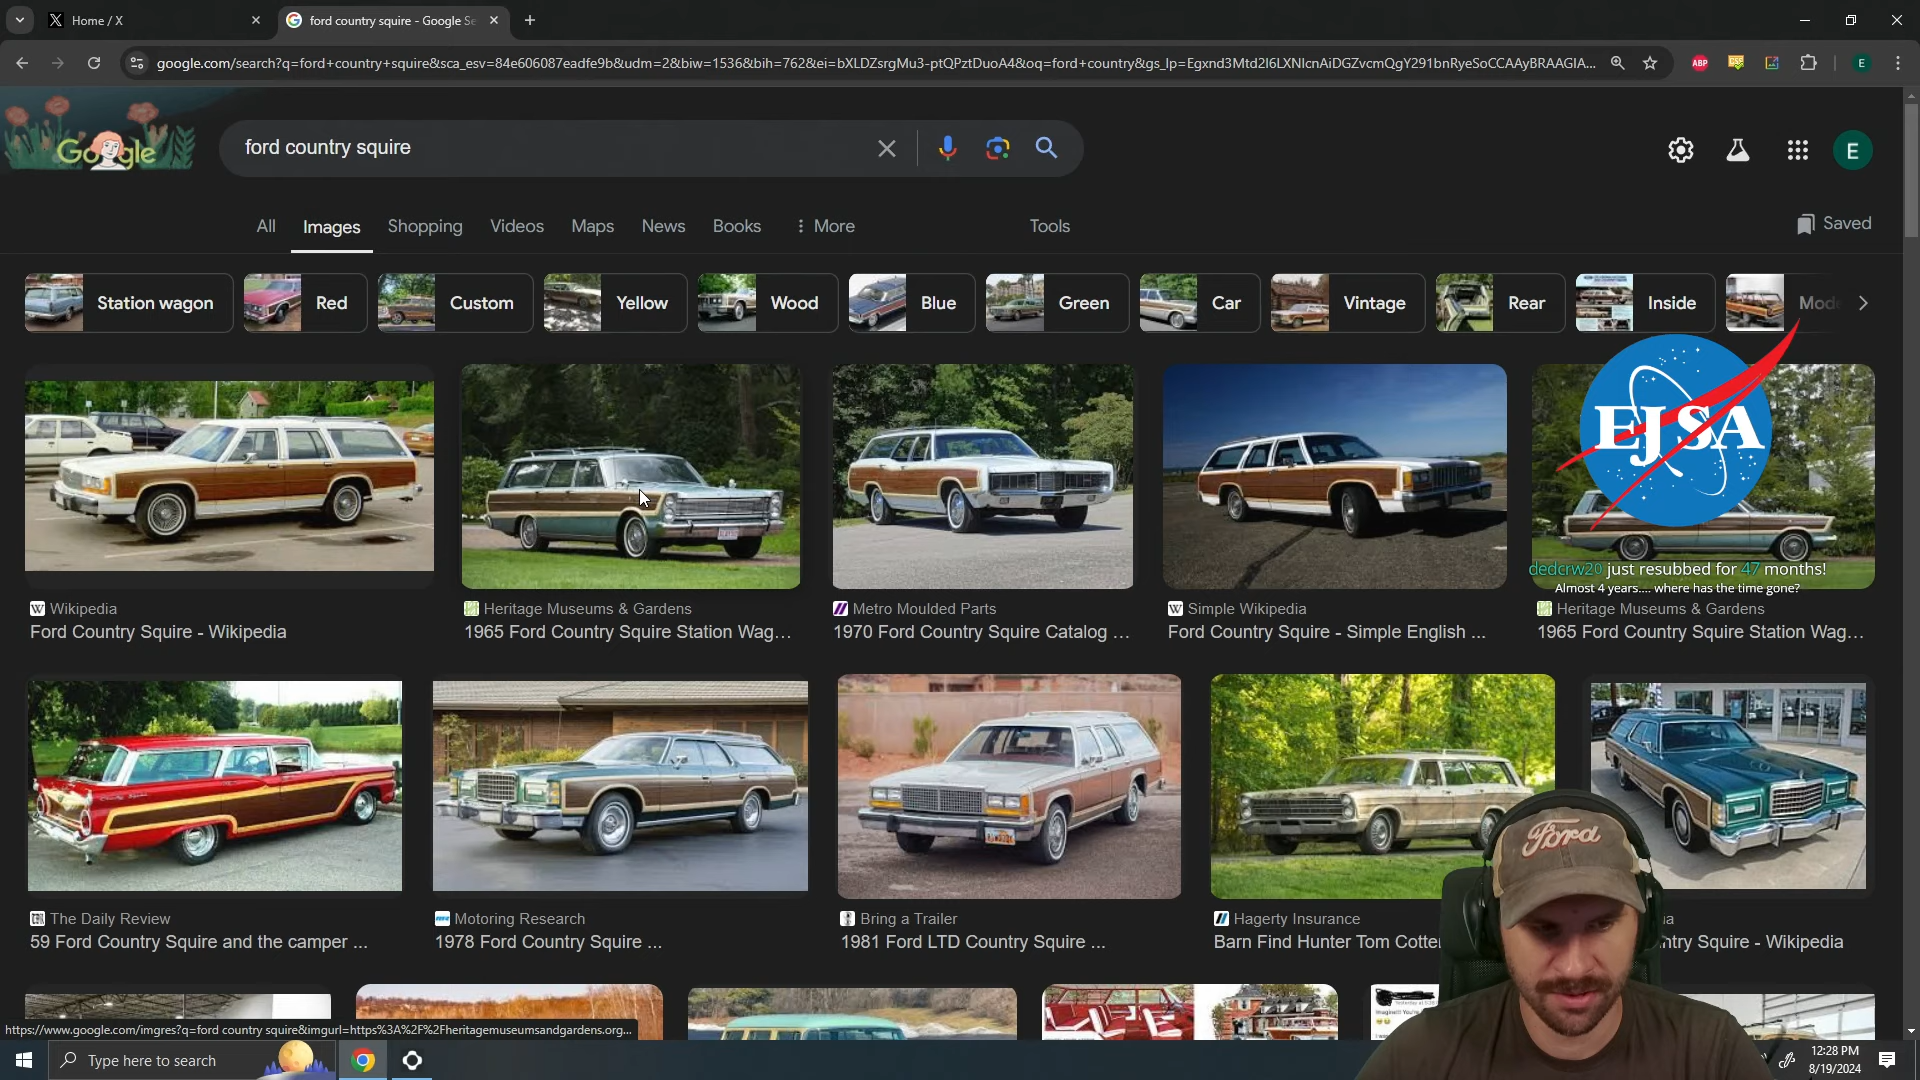 Home / X
ford country squire - Google Se
google.com/search?q=ford+country+squire&sca_esv=84e606087eadfe9b&udm=2&biw=1536&bih=762&ei=bXLDZsrgMu3-ptQPztDuoA4&oq=ford+country&gs_lp=Egxnd3Mtd2l6LXNlcnAiDGZvcmQgY291bnRyeSoCCAAyBRAAGIA...
ABP
E
Google
ford country squire
E
All Images Shopping Videos Maps News Books More Tools
Saved
Station wagon Red Custom Yellow Wood Blue Green Car Vintage Rear Inside Mode
EJSA
dedcrw20 just resubbed for 47 months!
Almost 4 years.... where has the time gone?
Wikipedia
Ford Country Squire - Wikipedia
Heritage Museums & Gardens
1965 Ford Country Squire Station Wag...
Metro Moulded Parts
1970 Ford Country Squire Catalog ...
Simple Wikipedia
Ford Country Squire - Simple English ...
Heritage Museums & Gardens
1965 Ford Country Squire Station Wag...
Ford
The Daily Review
59 Ford Country Squire and the camper ...
Motoring Research
1978 Ford Country Squire ...
Bring a Trailer
1981 Ford LTD Country Squire ...
Hagerty Insurance
Barn Find Hunter Tom Cotter
ia
ntry Squire - Wikipedia
https://www.google.com/imgres?q=ford country squire&imgurl=https%3A%2F%2Fheritagemuseumsandgardens.org...
Type here to search
12:28 PM
8/19/2024